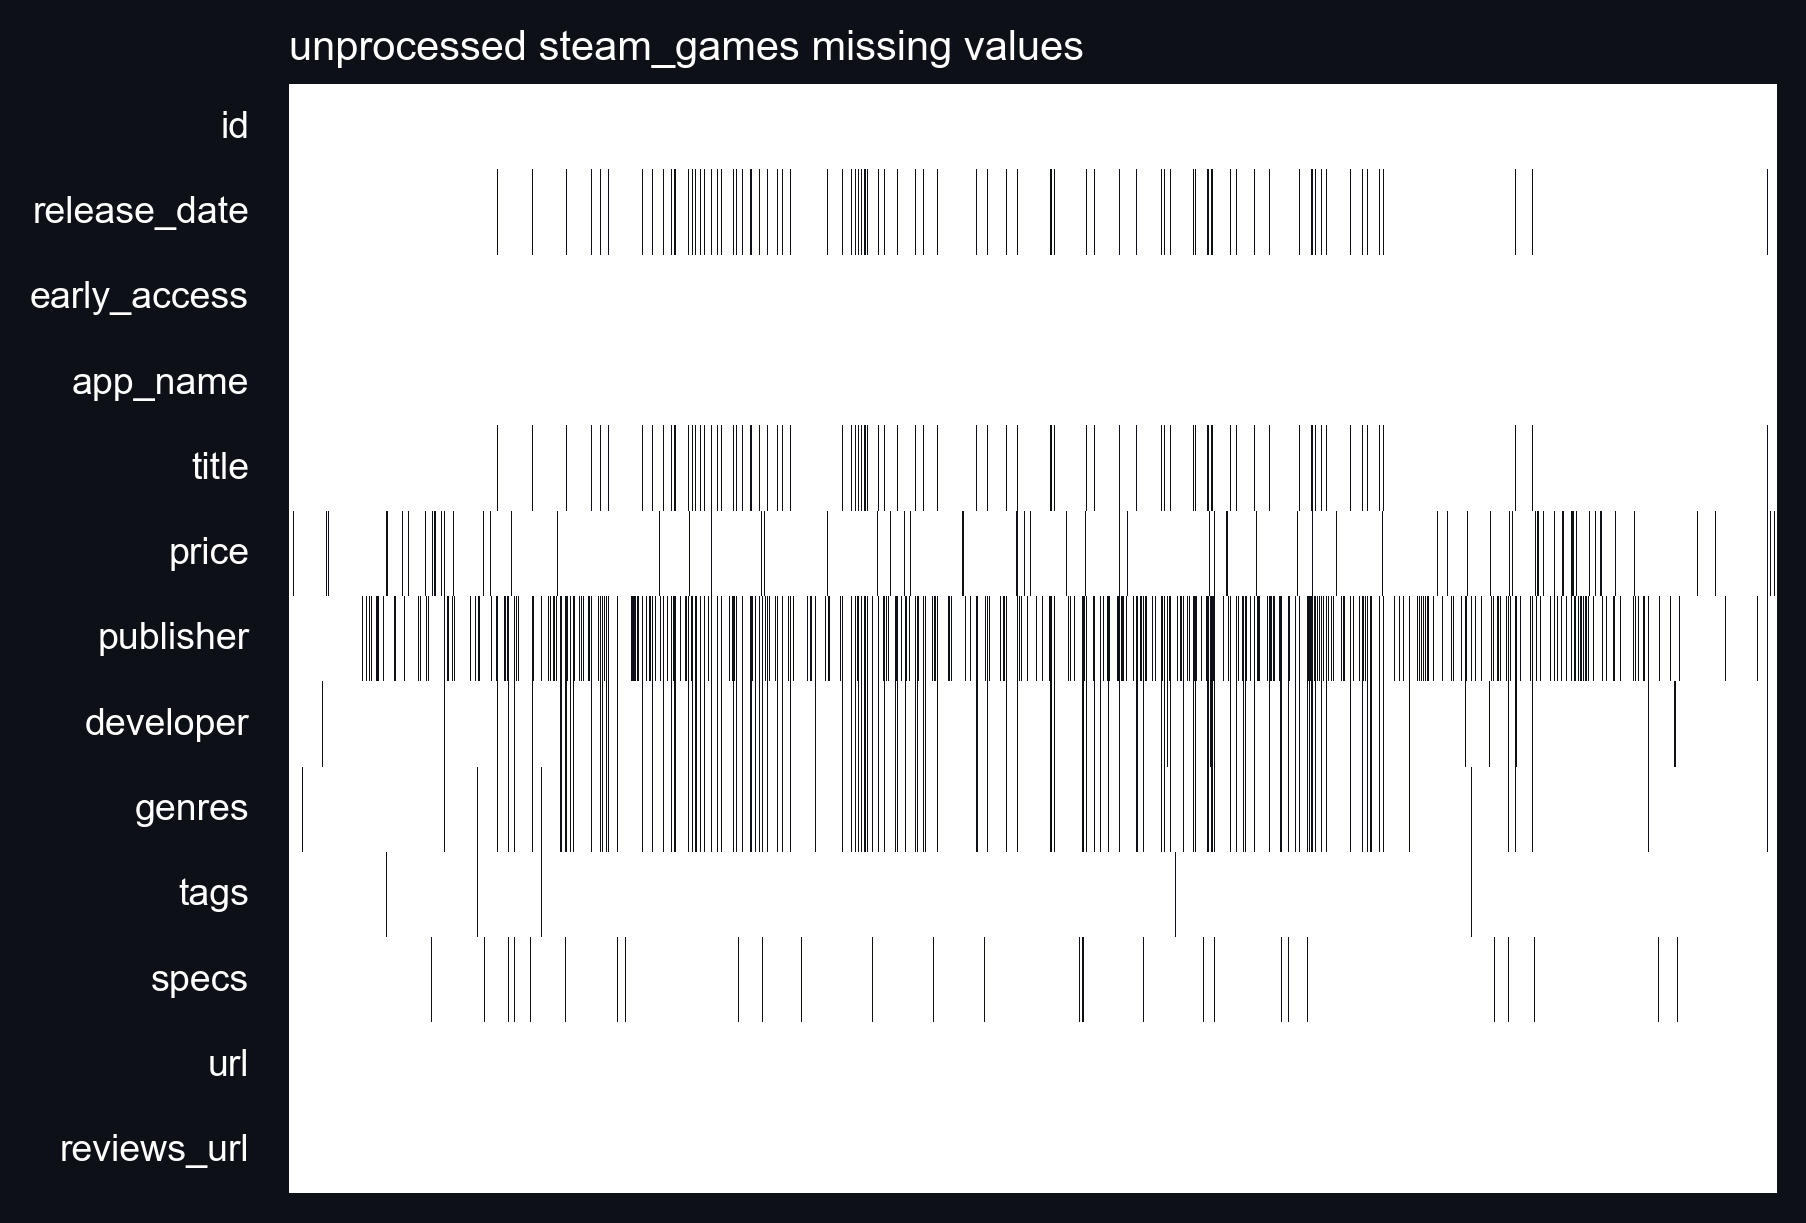 unprocessed steam_games missing values
id
release_date
early_access
app_name
title
price
publisher
developer
genres
tags
specs
url
reviews_url